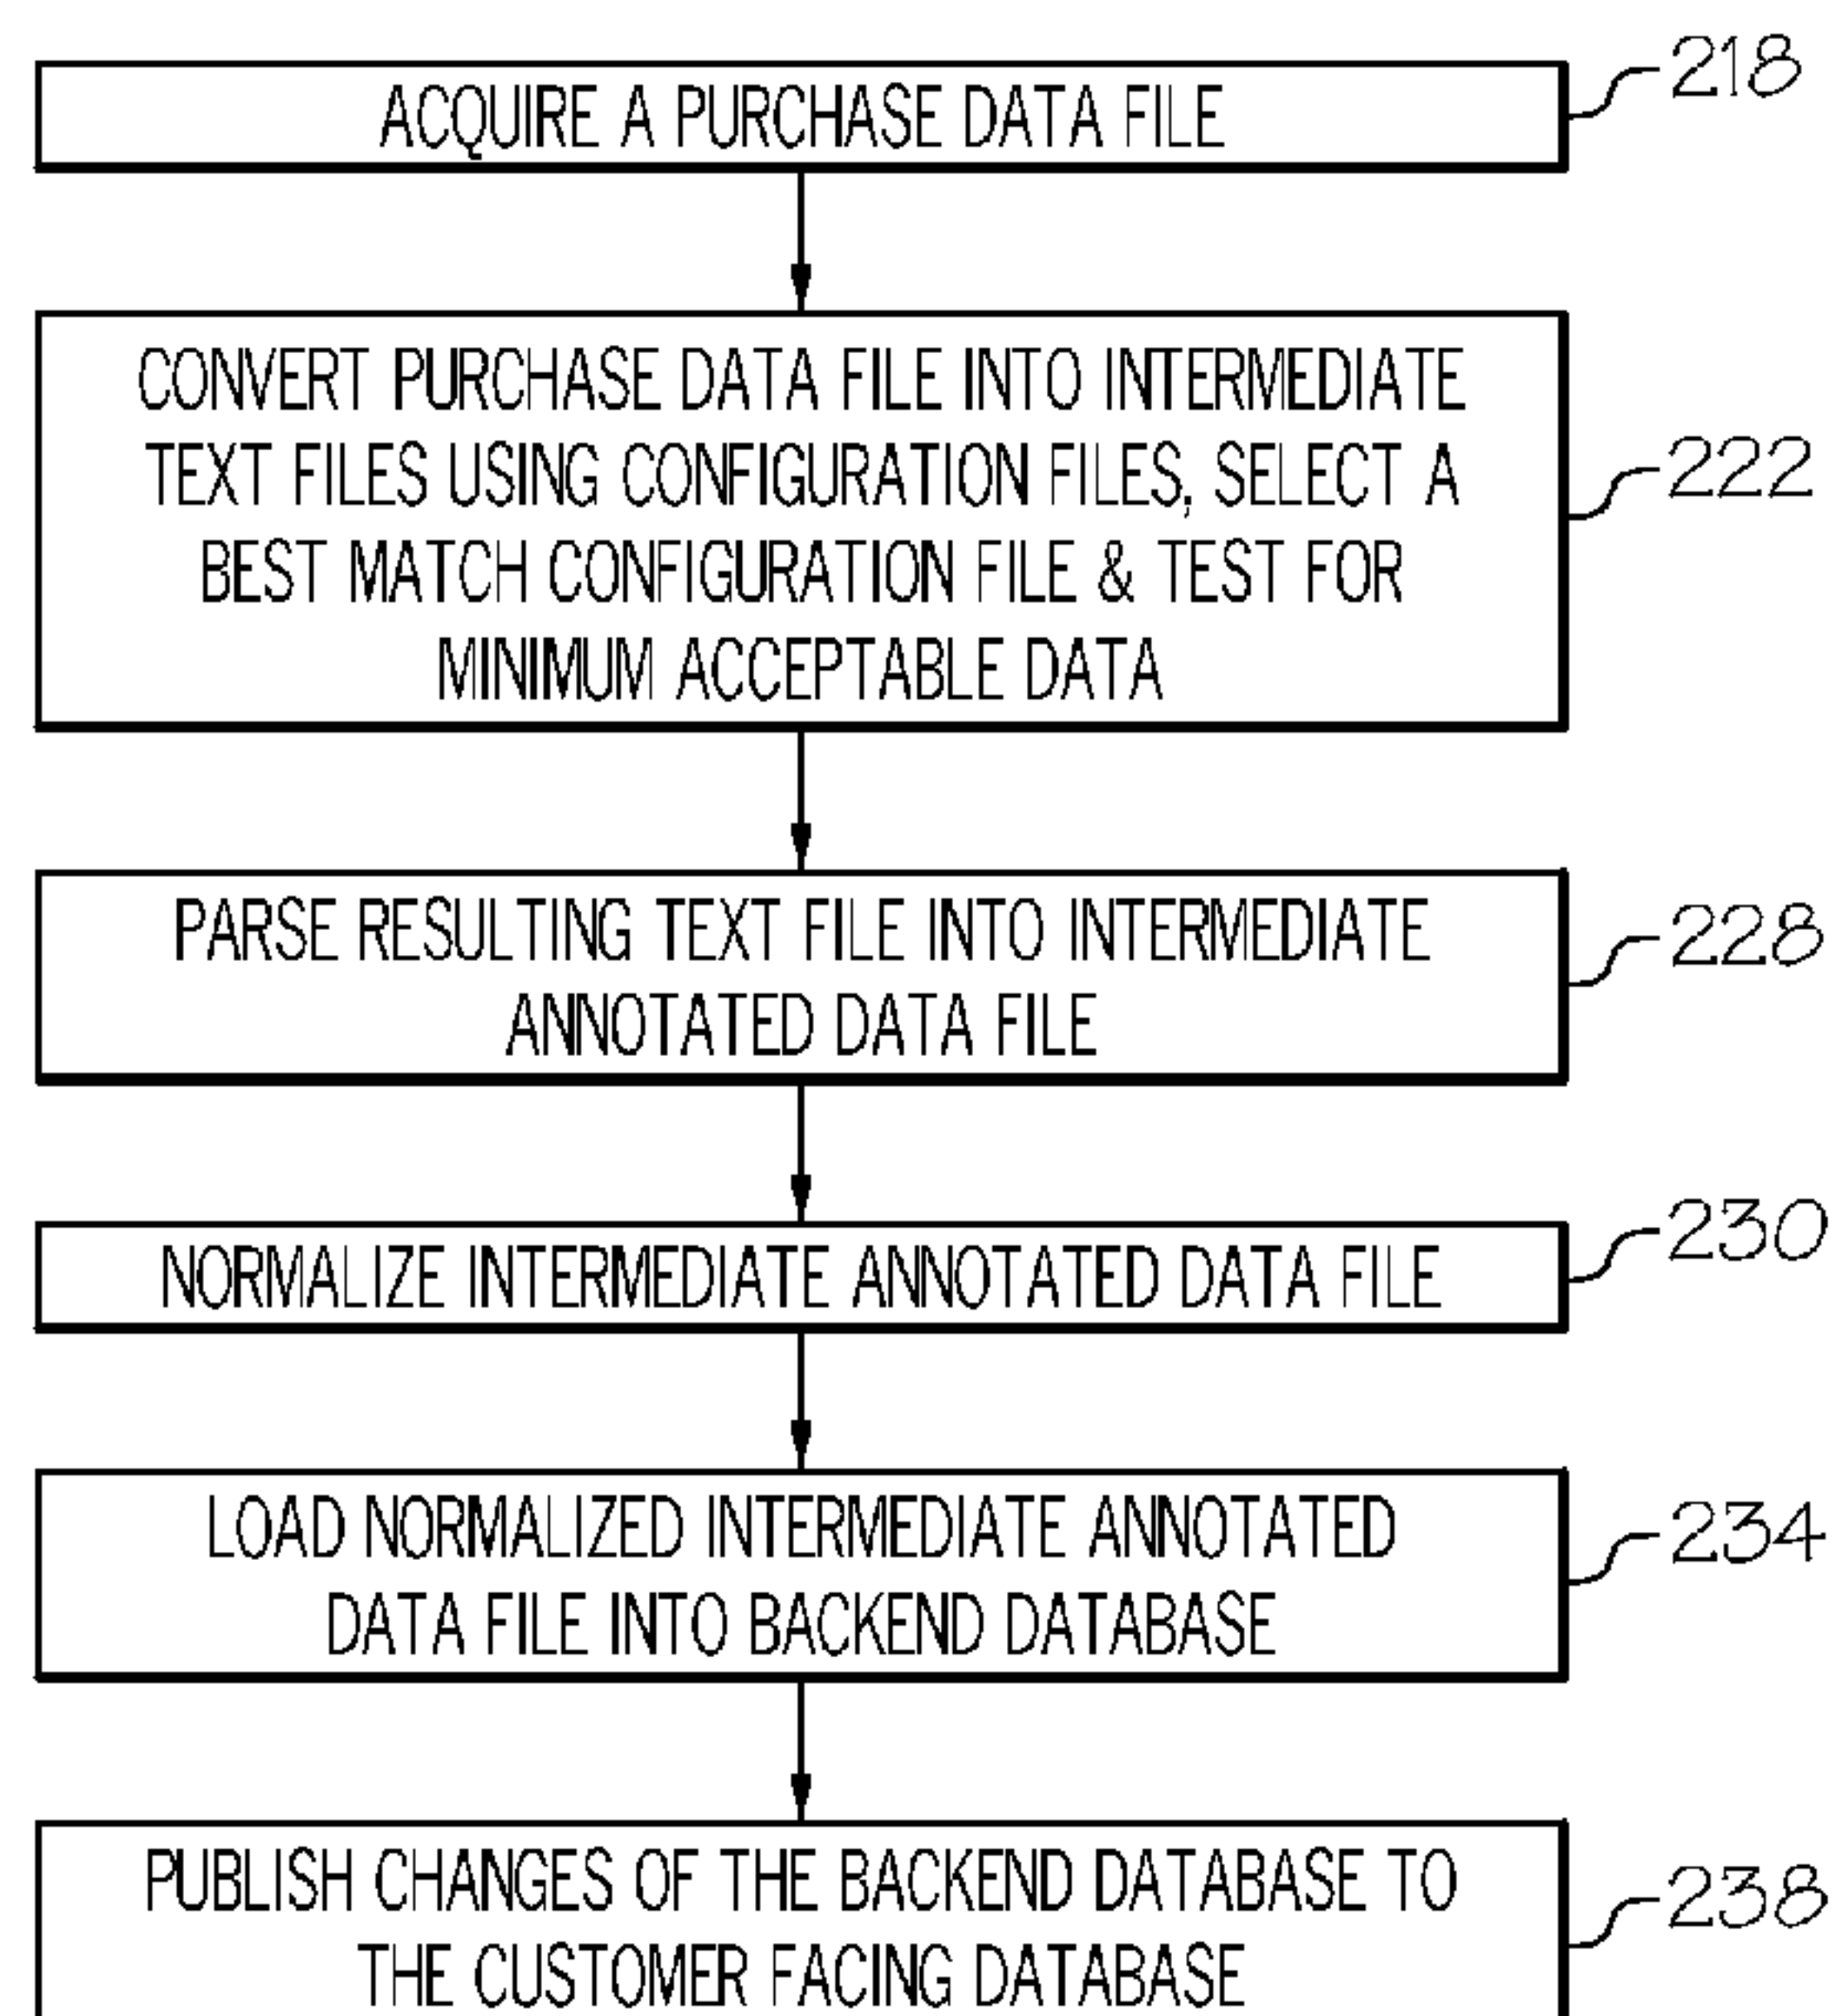 ACQUIRE A PURCHASE DATA FILE
218
CONVERT PURCHASE DATA FILE INTO INTERMEDIATE
TEXT FILES USING CONFIGURATION FILES, SELECT A
BEST MATCH CONFIGURATION FILE & TEST FOR
MINIMUM ACCEPTABLE DATA
222
PARSE RESULTING TEXT FILE INTO INTERMEDIATE
ANNOTATED DATA FILE
228
NORMALIZE INTERMEDIATE ANNOTATED DATA FILE
230
LOAD NORMALIZED INTERMEDIATE ANNOTATED
DATA FILE INTO BACKEND DATABASE
234
PUBLISH CHANGES OF THE BACKEND DATABASE TO
THE CUSTOMER FACING DATABASE
238